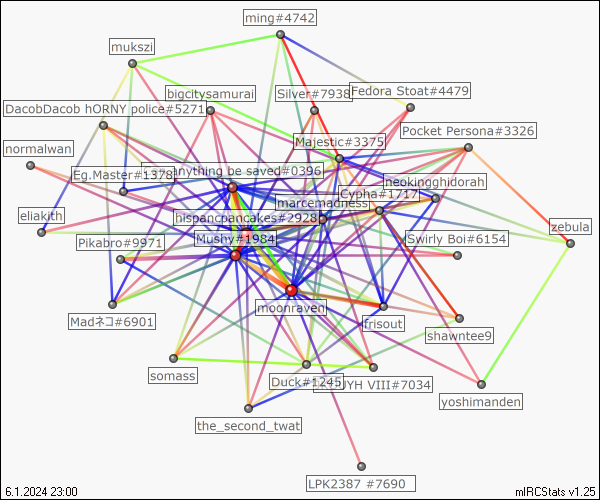 ming#4742
mukszi
bigcitysamurai
Silver#7938
Fedora Stoat#4479
DacobDacob hORNY police#5271
Pocket Persona#3326
Majestic#3375
normalwan
anything be saved#0396
Eg.Master#1378
neokingghidorah
Cypha#1717
marcemadness
eliakith
hispancpancakes#2928
zebula
Pikabro#9971
Mushy#1984
Swirly Boi#6154
moonraven
Madネコ#6901
frisout
shawntee9
somass
Duck#1245
VIII#7034
yoshimanden
the_second_twat
LPK2387 #7690
6.1.2024 23:00
mIRCStats v1.25